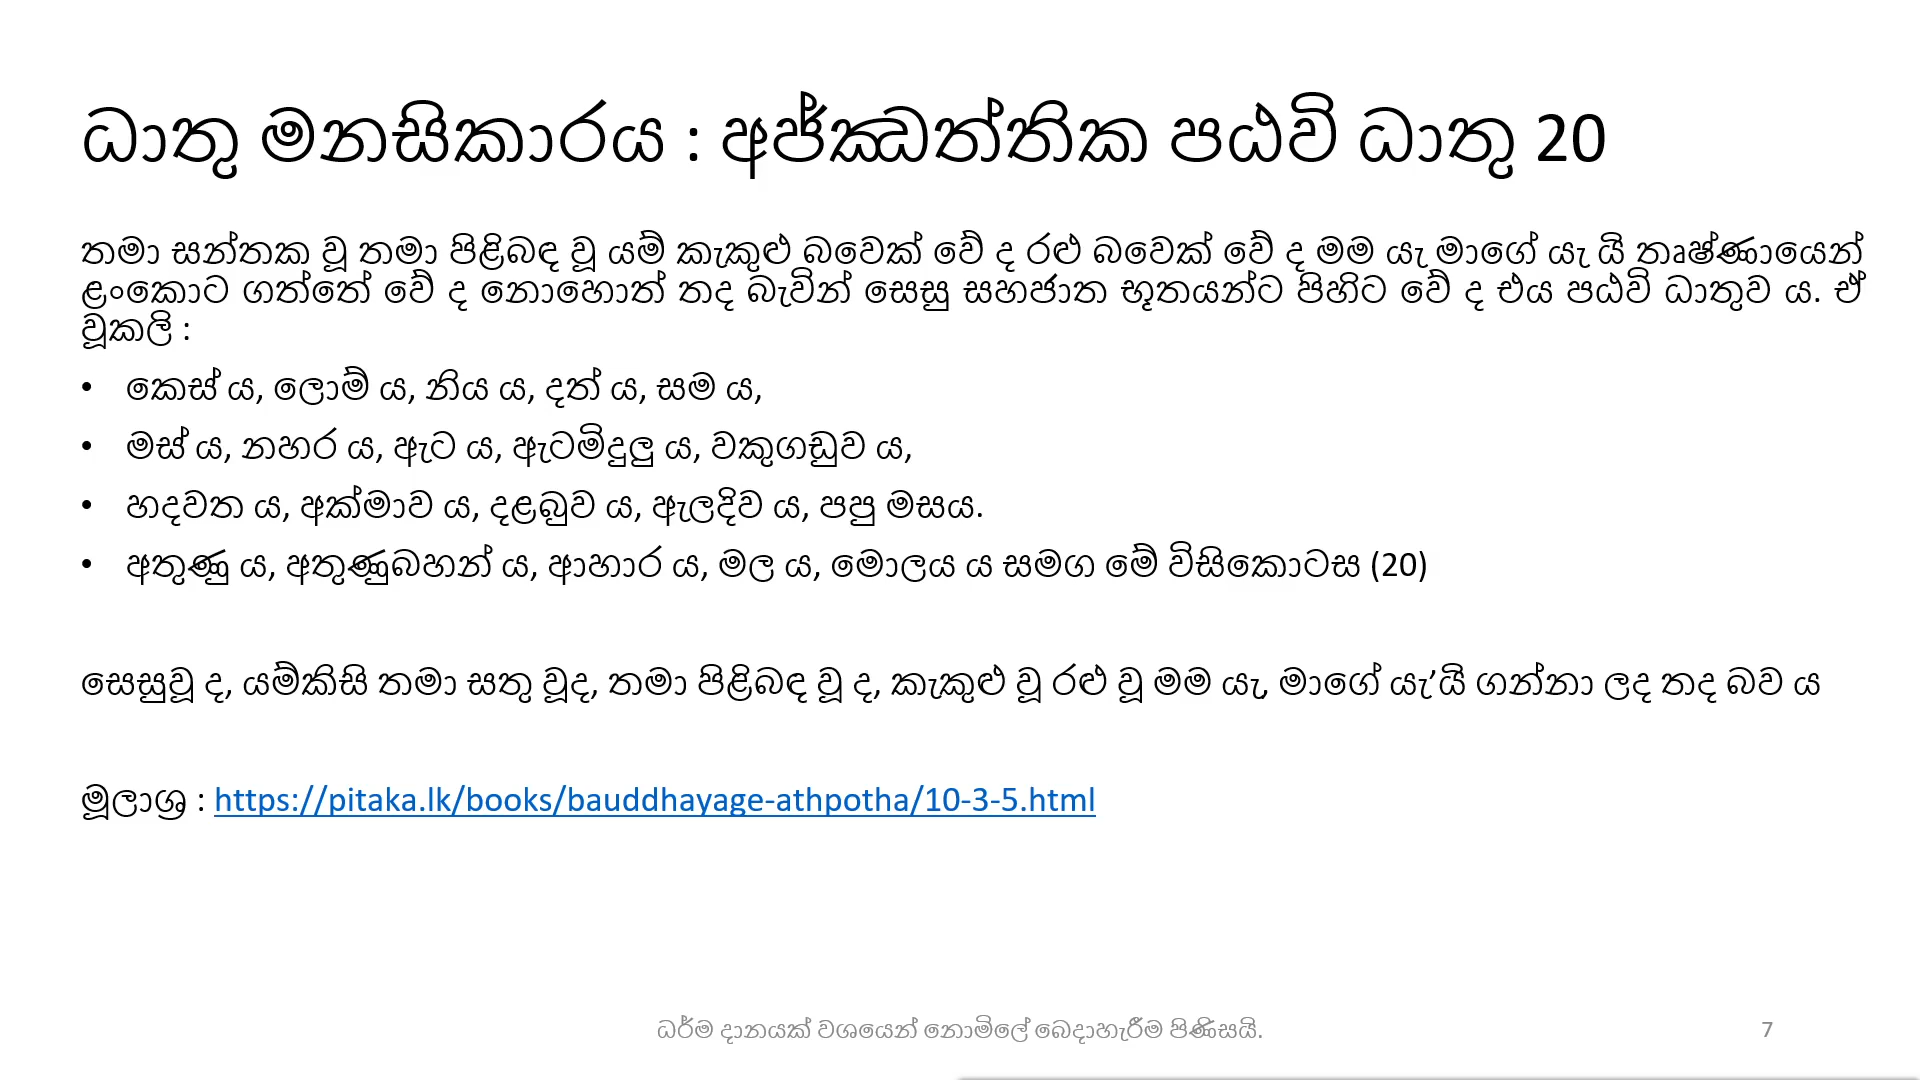 ධාතු මනසිකාරය : අජ්ඣත්තික පඨවි ධාතු 20
තමා සන්තක වූ තමා පිළිබඳ වූ යම් කැකුළු බවෙක් වේ ද රළු බවෙක් වේ ද මම යැ මාගේ යැ යි තෘෂ්ණායෙන්
ළංකොට ගත්තේ වේ ද නොහොත් තද බැවින් සෙසු සහජාත භූතයන්ට පිහිට වේ ද එය පඨවි ධාතුව ය. ඒ
වූකලි :
• කෙස් ය, ලොම් ය, නිය ය, දත් ය, සම ය,
• මස් ය, නහර ය, ඇට ය, ඇටමිදුලු ය, වකුගඩුව ය,
• හදවත ය, අක්මාව ය, දළබුව ය, ඇලදිව ය, පපු මසය.
• අතුණු ය, අතුණුබහන් ය, ආහාර ය, මල ය, මොලය ය සමග මේ විසිකොටස (20)
සෙසුවූ ද, යම්කිසි තමා සතු වූද, තමා පිළිබඳ වූ ද, කැකුළු වූ රළු වූ මම යැ, මාගේ යැ’යි ගන්නා ලද තද බව ය
මූලාශ්‍ර : https://pitaka.lk/books/bauddhayage-athpotha/10-3-5.html
ධර්ම දානයක් වශයෙන් නොමිලේ බෙදාහැරීම පිණිසයි.
7